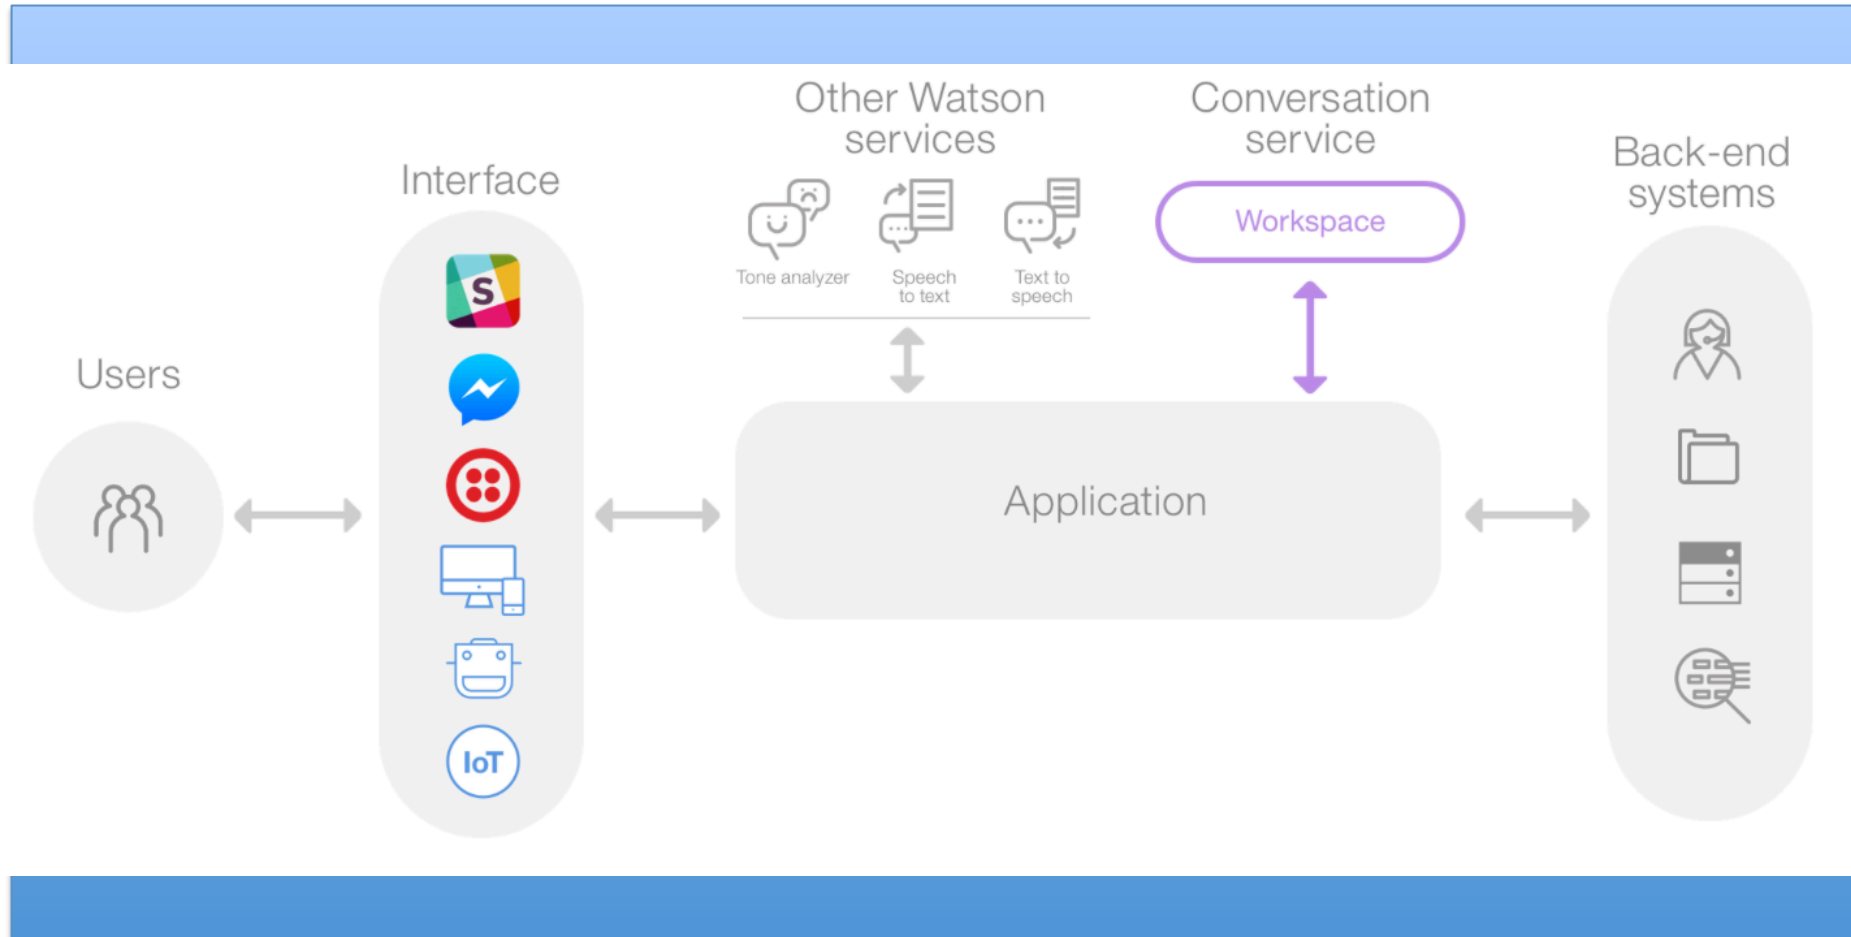 Users
Interface
S
IoT
Other Watson
services
Tone analyzer
Speech
to text
Text to
speech
Conversation
service
Workspace
Application
Back-end
systems